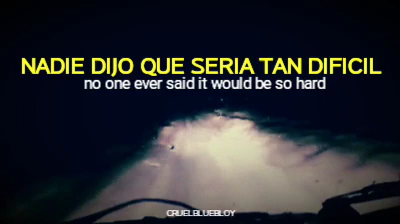 NADIE DIJO QUE SERIA TAN DIFICIL
no one ever said it would be so hard
CRUELBLUEBLOY